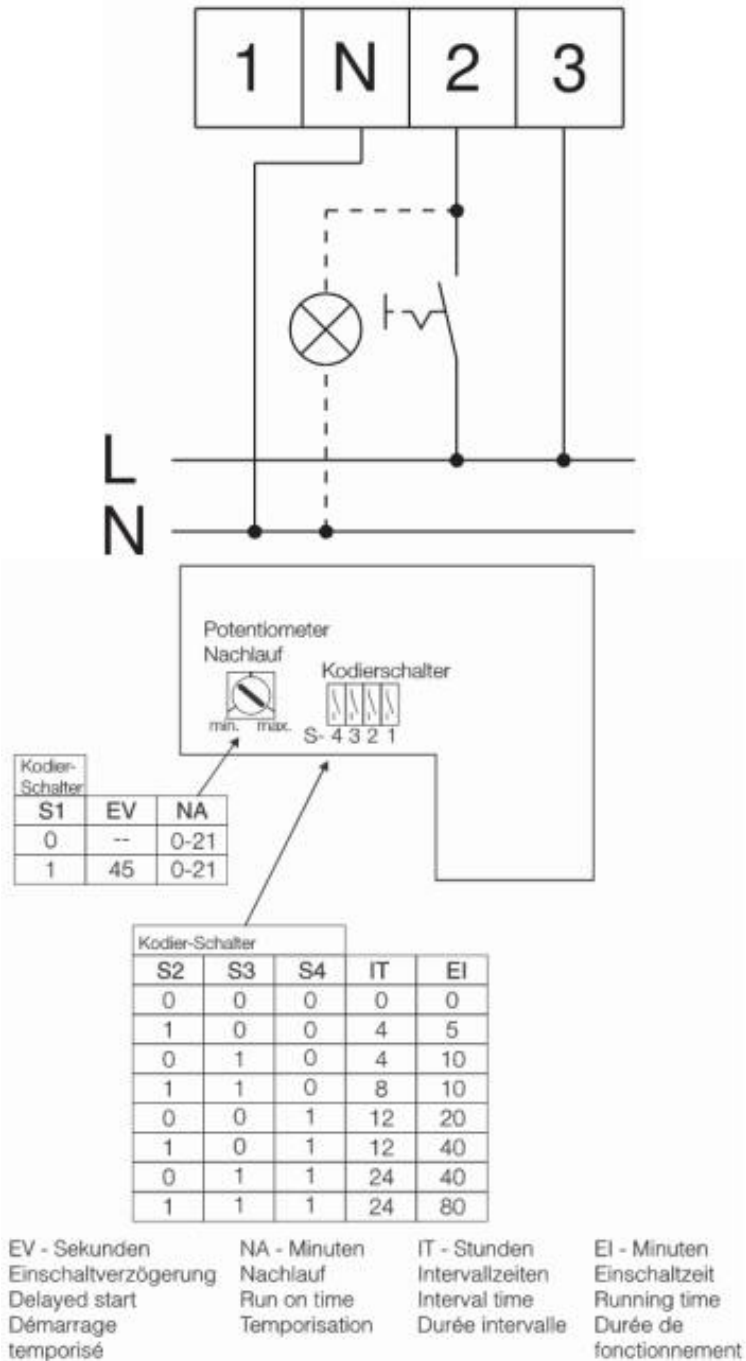 1 N 2 3
L
N
Potentiometer
Nachlauf
Kodierschalter
min. max.
S- 4 3 2 1
Kodier-
Schalter
S1 EV NA
0 -- 0-21
1 45 0-21
Kodier-Schalter
S2 S3 S4 IT EI
0 0 0 0 0
1 0 0 4 5
0 1 0 4 10
1 1 0 8 10
0 0 1 12 20
1 0 1 12 40
0 1 1 24 40
1 1 1 24 80
EV - Sekunden
Einschaltverzögerung
Delayed start
Démarrage
temporisé
NA - Minuten
Nachlauf
Run on time
Temporisation
IT - Stunden
Intervallzeiten
Interval time
Durée intervalle
EI - Minuten
Einschaltzeit
Running time
Durée de
fonctionnement